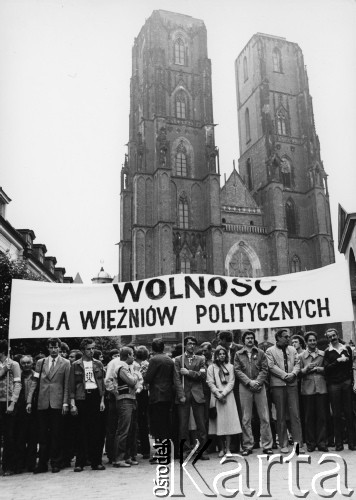 WOLNOŚĆ
DLA WIĘŹNIÓW POLITYCZNYCH
Ośrodek
Karta